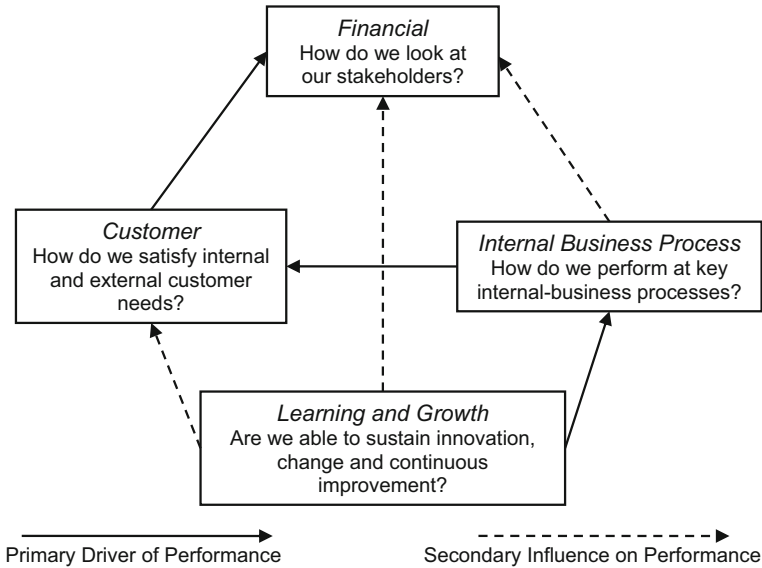 Financial
How do we look at
our stakeholders?
Customer
How do we satisfy internal
and external customer
needs?
Internal Business Process
How do we perform at key
internal-business processes?
Learning and Growth
Are we able to sustain innovation,
change and continuous
improvement?
Primary Driver of Performance
Secondary Influence on Performance